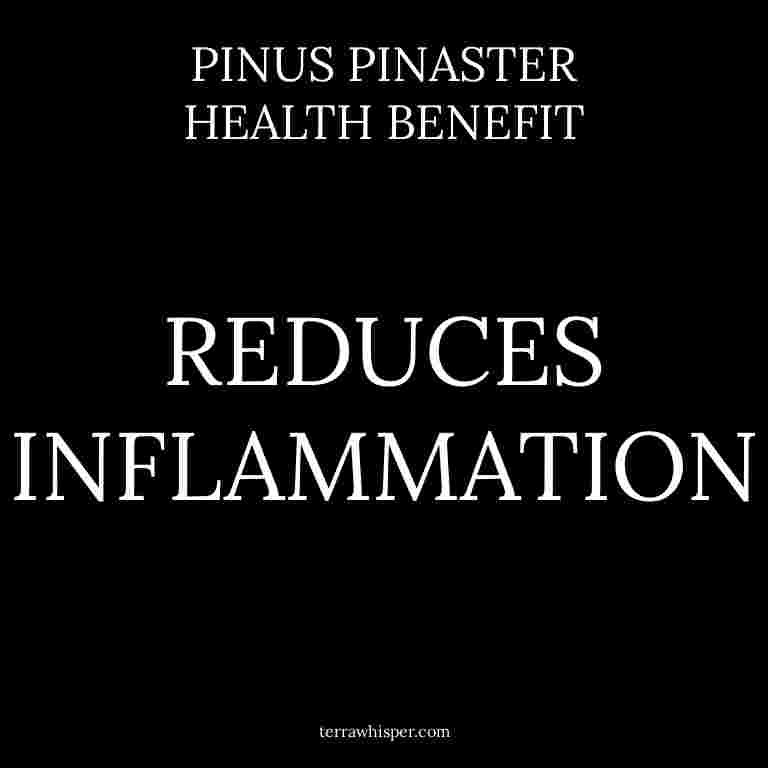 PINUS PINASTER
HEALTH BENEFIT
REDUCES
INFLAMMATION
terrawhisper.com